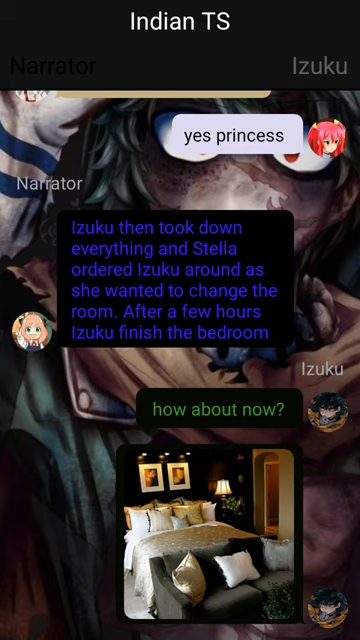 Indian TS
Narrator Izuku
yes princess
Narrator
Izuku then took down
everything and Stella
ordered Izuku around as
she wanted to change the
room. After a few hours
Izuku finish the bedroom
Izuku
how about now?